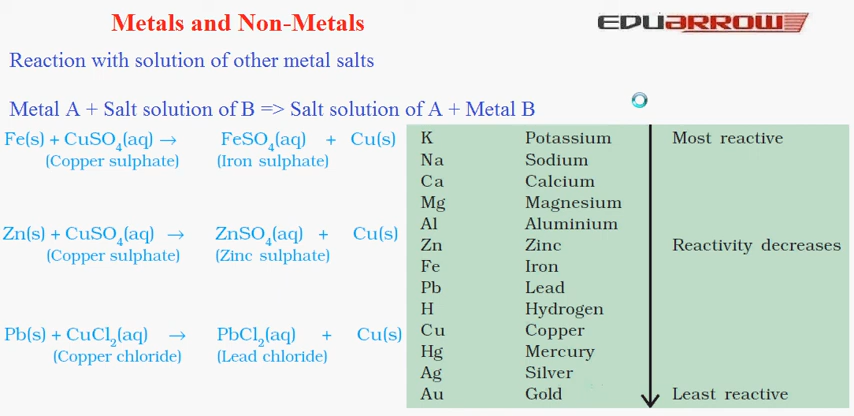 Metals and Non-Metals
EDUARROW
Reaction with solution of other metal salts
Metal A + Salt solution of B => Salt solution of A + Metal B
Fe(s) + CuSO₄(aq) → FeSO₄(aq) + Cu(s)
(Copper sulphate) (Iron sulphate)
Zn(s) + CuSO₄(aq) → ZnSO₄(aq) + Cu(s)
(Copper sulphate) (Zinc sulphate)
Pb(s) + CuCl₂(aq) → PbCl₂(aq) + Cu(s)
(Copper chloride) (Lead chloride)
K Potassium Most reactive
Na Sodium
Ca Calcium
Mg Magnesium
Al Aluminium
Zn Zinc Reactivity decreases
Fe Iron
Pb Lead
H Hydrogen
Cu Copper
Hg Mercury
Ag Silver
Au Gold Least reactive